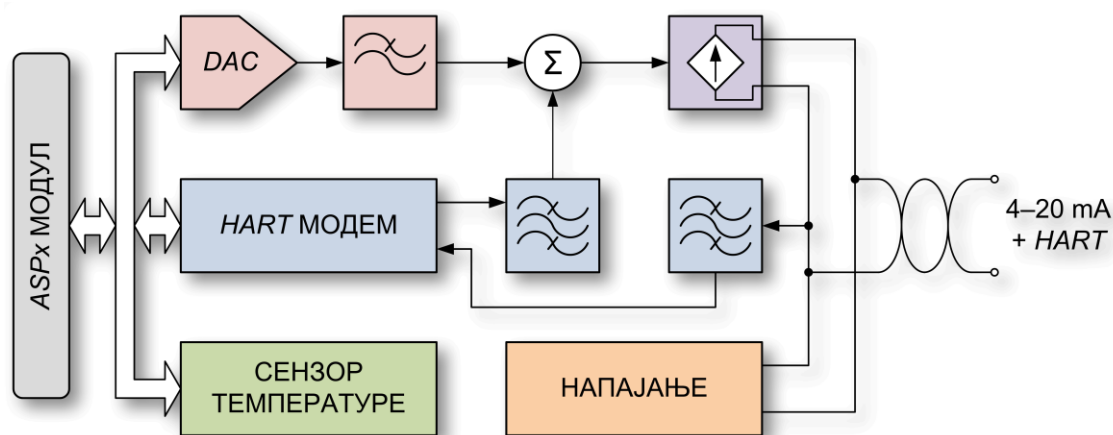 ASPx МОДУЛ
DAC
Σ
HART МОДЕМ
4–20 mA
+ HART
СЕНЗОР
ТЕМПЕРАТУРЕ
НАПАЈАЊЕ